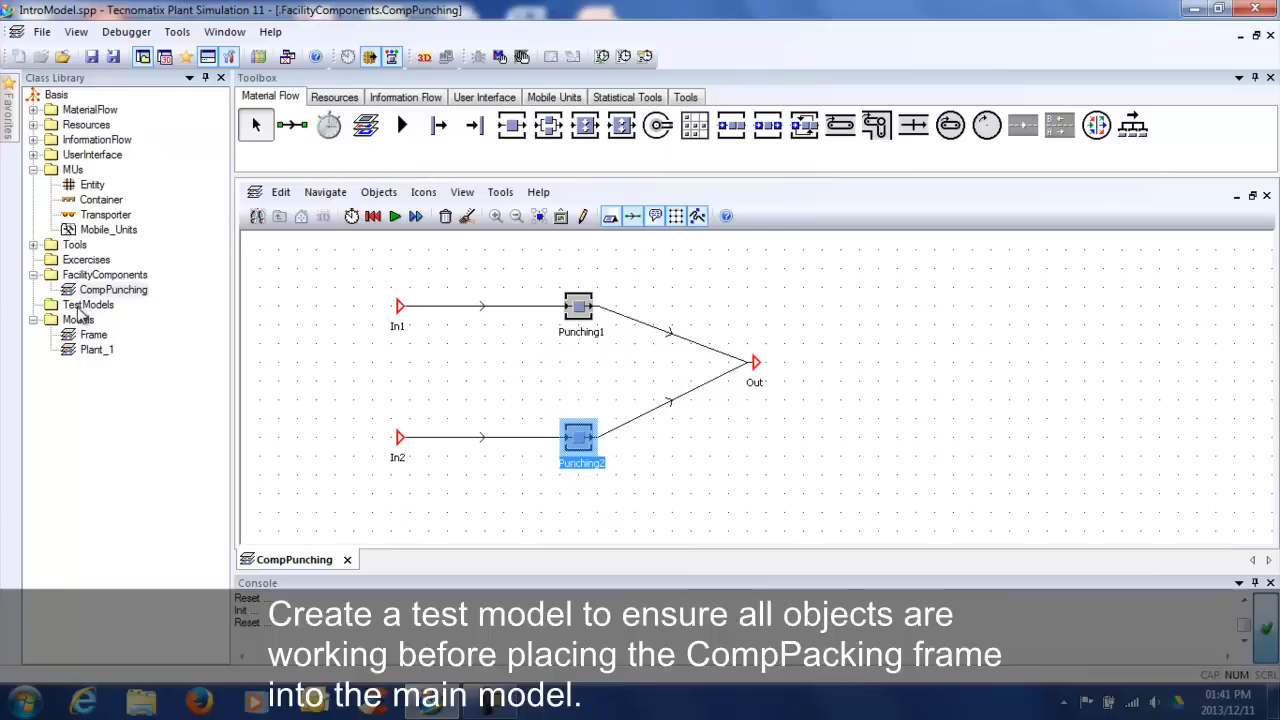 IntroModel.spp - Tecnomatix Plant Simulation 11 - [.FacilityComponents.CompPunching]
File View Debugger Tools Window Help
3D
Class Library
Toolbox
Favorites
Basis
MaterialFlow
Resources
InformationFlow
UserInterface
MUs
Entity
Container
Transporter
Mobile_Units
Tools
Excercises
FacilityComponents
CompPunching
TestModels
Models
Frame
Plant_1
Material Flow Resources Information Flow User Interface Mobile Units Statistical Tools Tools
Edit Navigate Objects Icons View Tools Help
In1
Punching1
Out
In2
Punching2
CompPunching
Console
Reset ...
Init ...
Reset ...
Create a test model to ensure all objects are
working before placing the CompPacking frame
into the main model.
CAP NUM SCRL
01:41 PM
2013/12/11